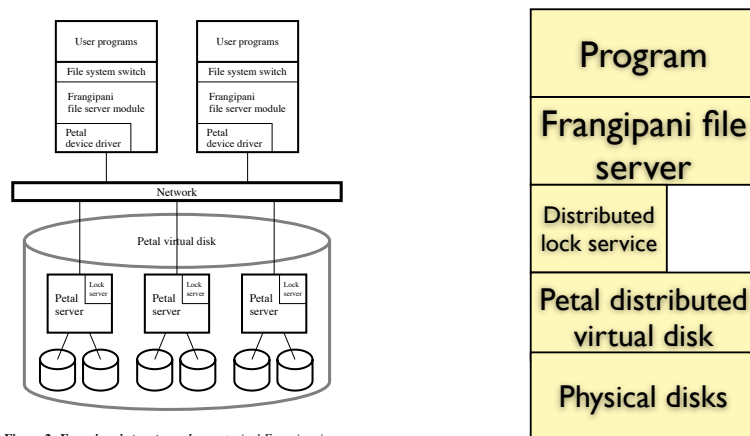 User programs
User programs
File system switch
File system switch
Frangipani
file server module
Frangipani
file server module
Petal
device driver
Petal
device driver
Network
Petal virtual disk
Petal
server
Lock
server
Petal
server
Lock
server
Petal
server
Lock
server
Program
Frangipani file
server
Distributed
lock service
Petal distributed
virtual disk
Physical disks